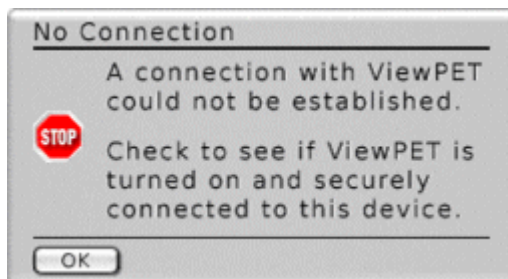 No Connection
A connection with ViewPET
could not be established.
STOP
Check to see if ViewPET is
turned on and securely
connected to this device.
OK